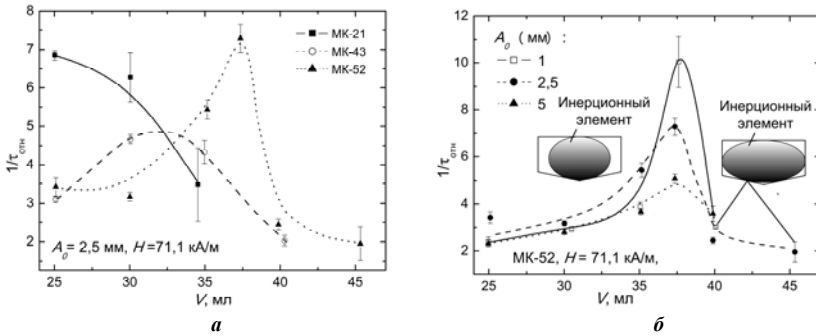 а
8
7
6
5
4
3
2
1/τотн
МК-21
МК-43
МК-52
A₀ = 2,5 мм, H=71,1 кА/м
25 30 35 40 45
V, мл
а
б
12
10
8
6
4
2
1/τотн
A₀ (мм) :
1
2,5
5
Инерционный
элемент
Инерционный
элемент
МК-52, H = 71,1 кА/м,
25 30 35 40 45
V, мл
б